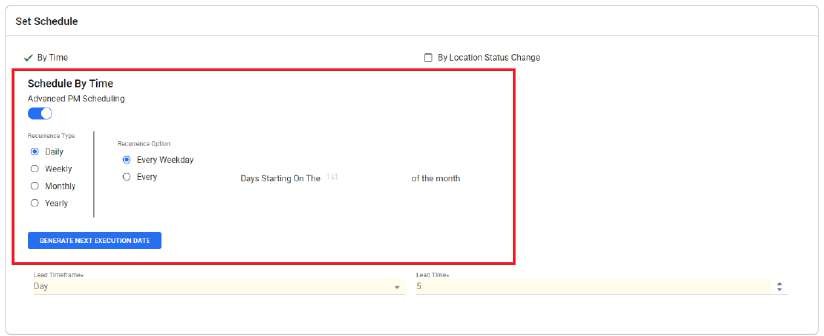 Set Schedule
By Time
By Location Status Change
Schedule By Time
Advanced PM Scheduling
Recurrence Type
Recurrence Option
Daily
Every Weekday
Weekly
Every
Days Starting On The 1st of the month
Monthly
Yearly
GENERATE NEXT EXECUTION DATE
Lead Timeframe*
Lead Time*
Day
5